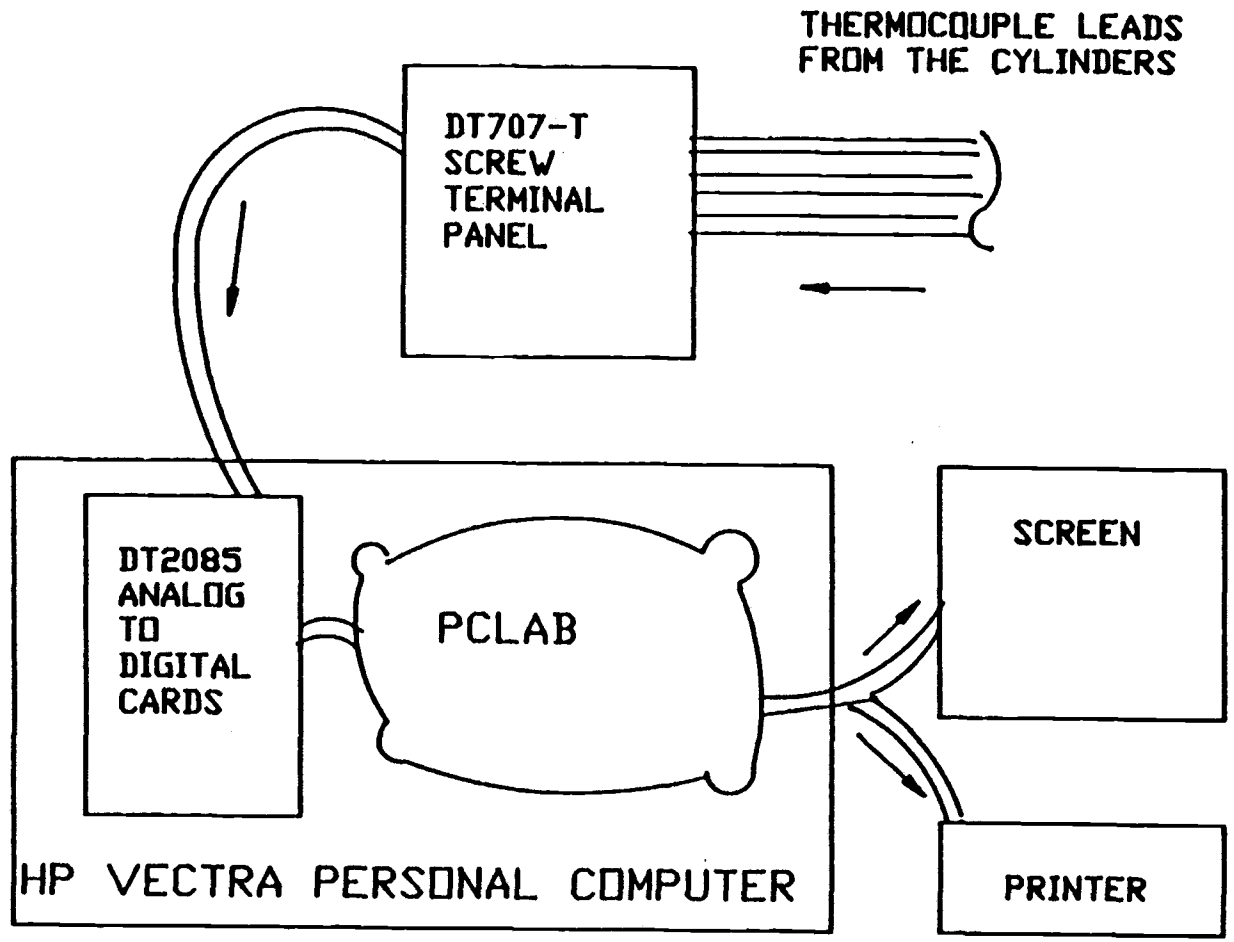 THERMOCOUPLE LEADS
FROM THE CYLINDERS
DT707-T
SCREW
TERMINAL
PANEL
DT2085
ANALOG
TO
DIGITAL
CARDS
PCLAB
SCREEN
HP VECTRA PERSONAL COMPUTER
PRINTER